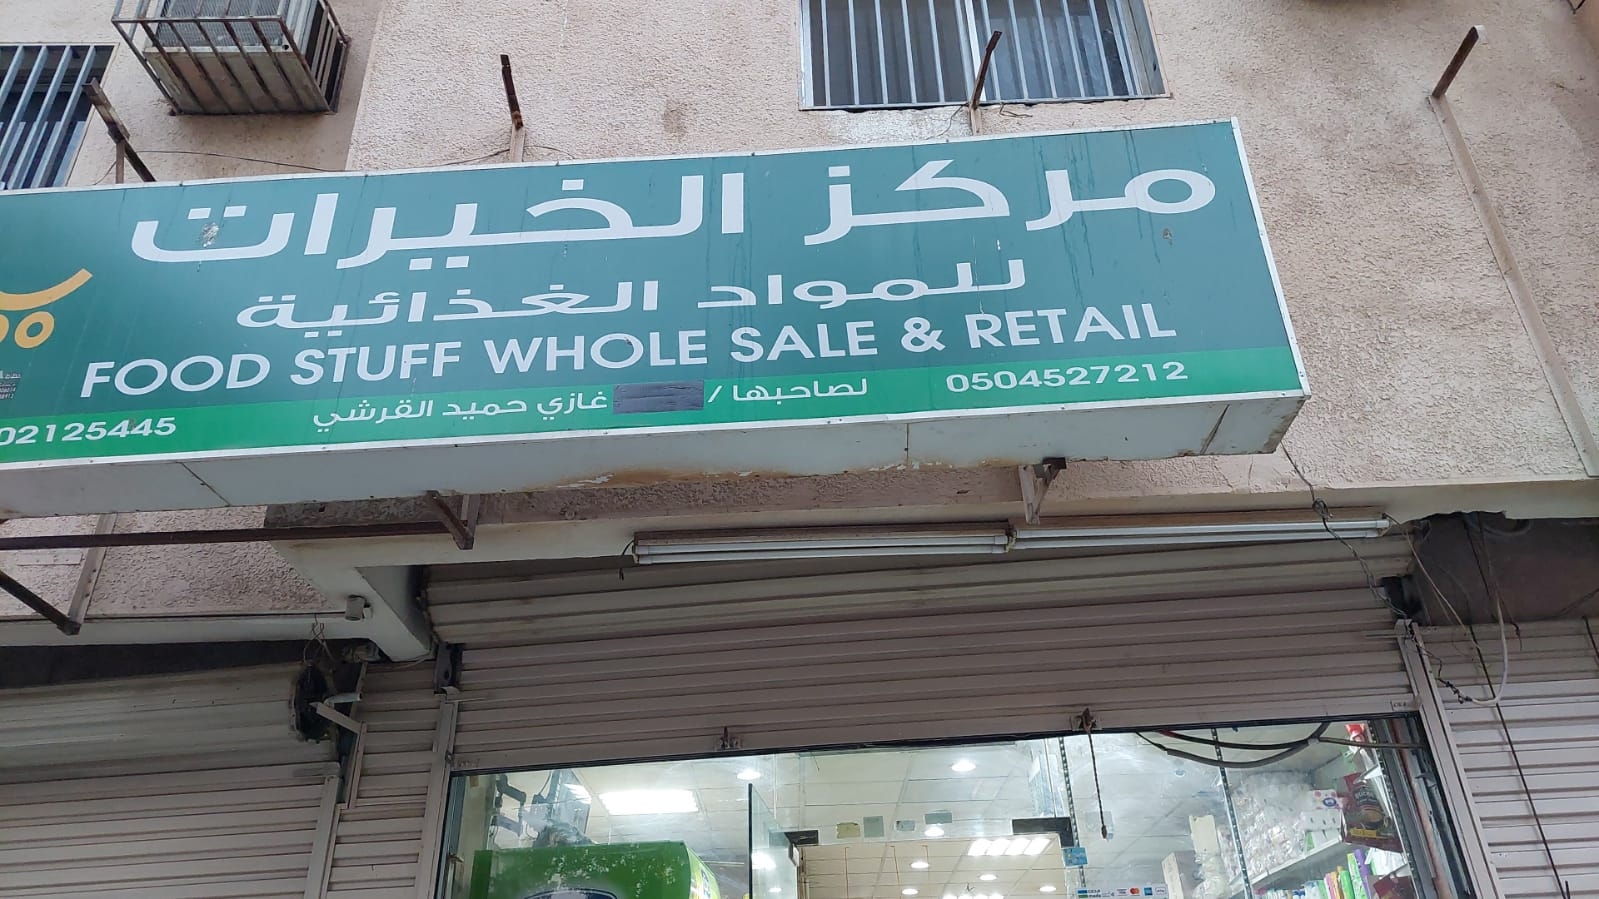 مركز الخيرات
للمواد الغذائية
FOOD STUFF WHOLE SALE & RETAIL
لصاحبها / غازي حميد القرشي
0504527212
02125445